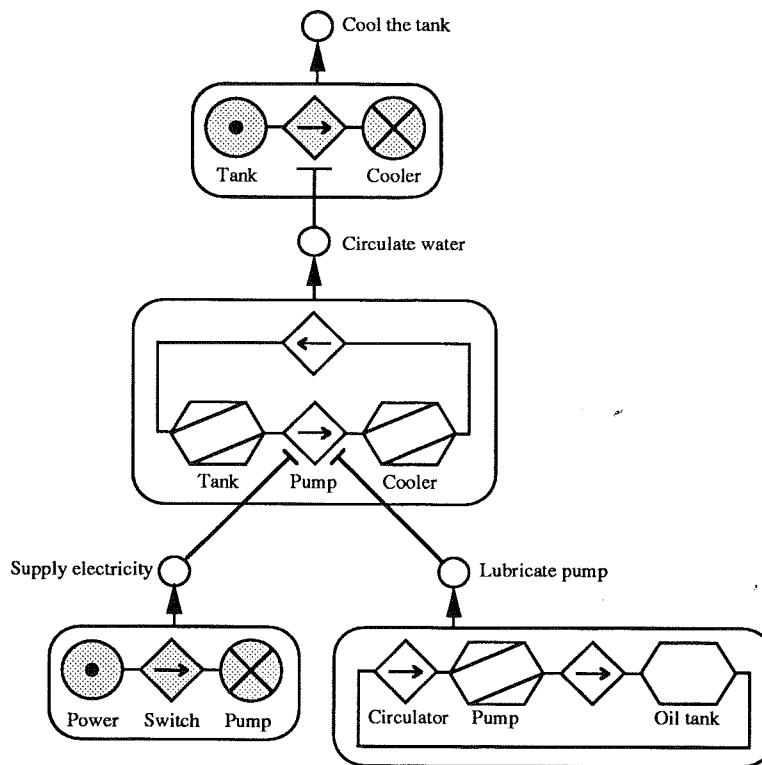 Cool the tank
Tank
Cooler
Circulate water
Tank
Pump
Cooler
Supply electricity
Lubricate pump
Power
Switch
Pump
Circulator
Pump
Oil tank